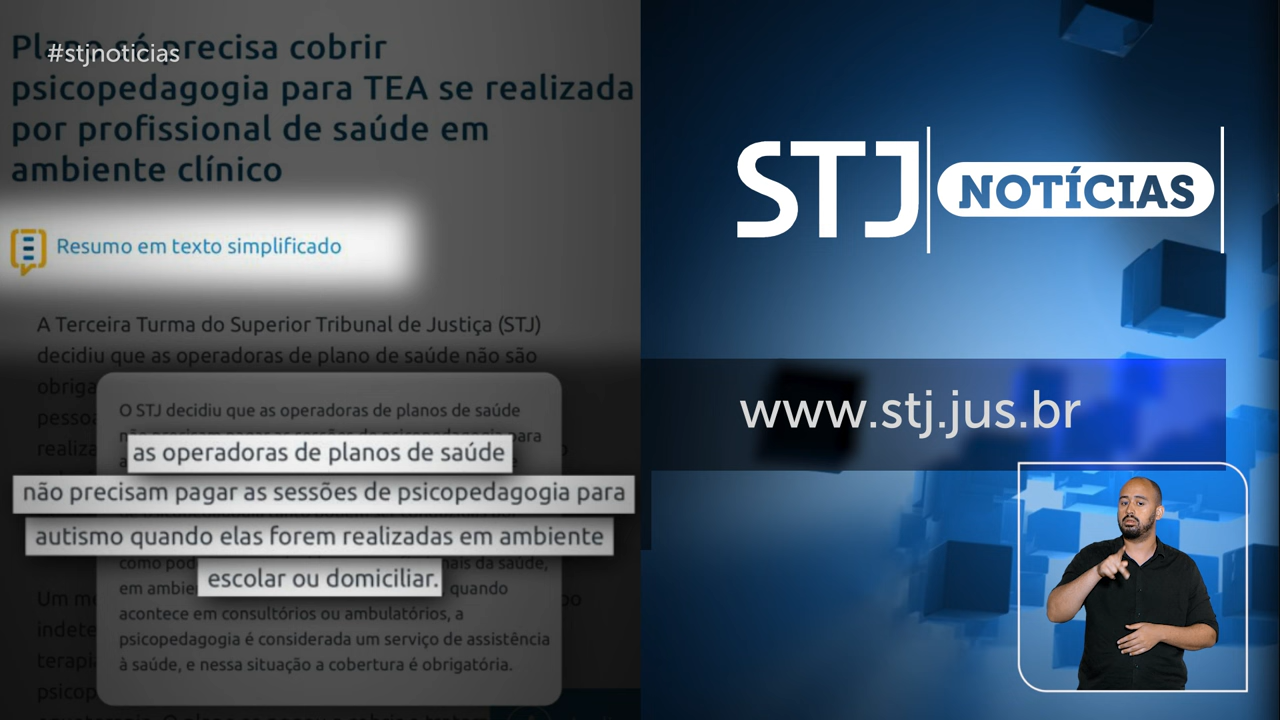 #stjnoticias
precisa cobrir
psicopedagogia para TEA se realizada
por profissional de saúde em
ambiente clínico
Resumo em texto simplificado
A Terceira Turma do Superior Tribunal de Justiça (STJ)
decidiu que as operadoras de plano de saúde não são
O STJ decidiu que as operadoras de planos de saúde
as operadoras de planos de saúde
não precisam pagar as sessões de psicopedagogia para
autismo quando elas forem realizadas em ambiente
escolar ou domiciliar.
quando
acontece em consultórios ou ambulatórios, a
psicopedagogia é considerada um serviço de assistência
à saúde, e nessa situação a cobertura é obrigatória.
STJ NOTÍCIAS
www.stj.jus.br